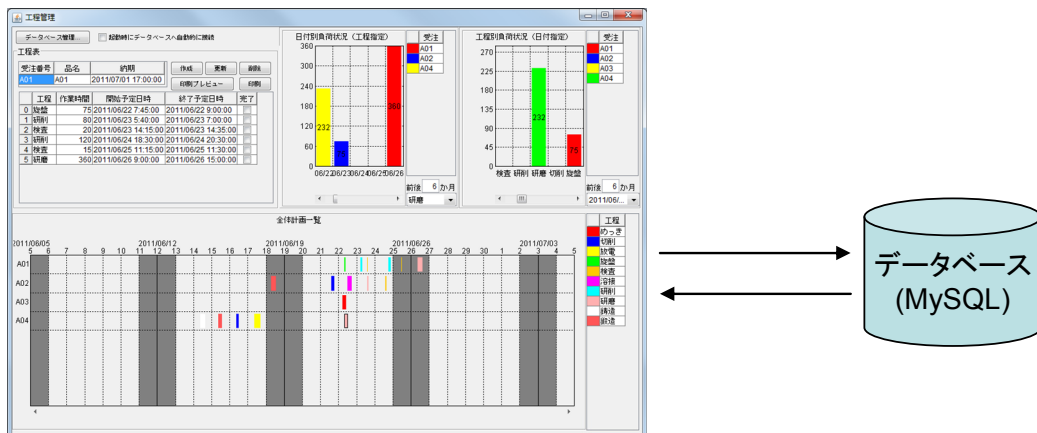 工程管理
データベース管理... 起動時にデータベースへ自動的に接続
工程表
受注番号 品名 納期
A01 A01 2011/07/01 17:00:00
作成 更新 削除
印刷プレビュー 印刷
工程 作業時間 開始予定日時 終了予定日時 完了
0 旋盤 75 2011/06/22 7:45:00 2011/06/22 9:00:00
1 研削 80 2011/06/23 5:40:00 2011/06/23 7:00:00
2 検査 20 2011/06/23 14:15:00 2011/06/23 14:35:00
3 研削 120 2011/06/24 18:30:00 2011/06/24 20:30:00
4 検査 15 2011/06/25 11:15:00 2011/06/25 11:30:00
5 研磨 360 2011/06/26 9:00:00 2011/06/26 15:00:00
日付別負荷状況（工程指定）
360
300
240
180
120
60
0
232
75
360
06/22 06/23 06/24 06/25 06/26
受注
A01
A02
A04
前後 6 か月
研磨
工程別負荷状況（日付指定）
270
225
180
135
90
45
0
232
75
検査 研削 研磨 切削 旋盤
受注
A01
A02
A03
A04
前後 6 か月
2011/06/...
全体計画一覧
2011/06/05 2011/06/12 2011/06/19 2011/06/26 2011/07/03
5 6 7 8 9 10 11 12 13 14 15 16 17 18 19 20 21 22 23 24 25 26 27 28 29 30 1 2 3 4 5
A01
A02
A03
A04
工程
めっき
切削
放電
旋盤
検査
溶接
研削
研磨
鋳造
鍛造
データベース
(MySQL)